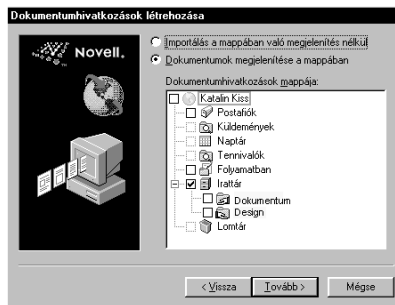 Dokumentumhivatkozások létrehozása
Novell.
Importálás a mappában való megjelenítés nélkül
Dokumentumok megjelenítése a mappában
Dokumentumhivatkozások mappája:
Katalin Kiss
Postafiók
Küldemények
Naptár
Tennivalók
Folyamatban
Irattár
Dokumentum
Design
Lomtár
< Vissza
Tovább >
Mégse